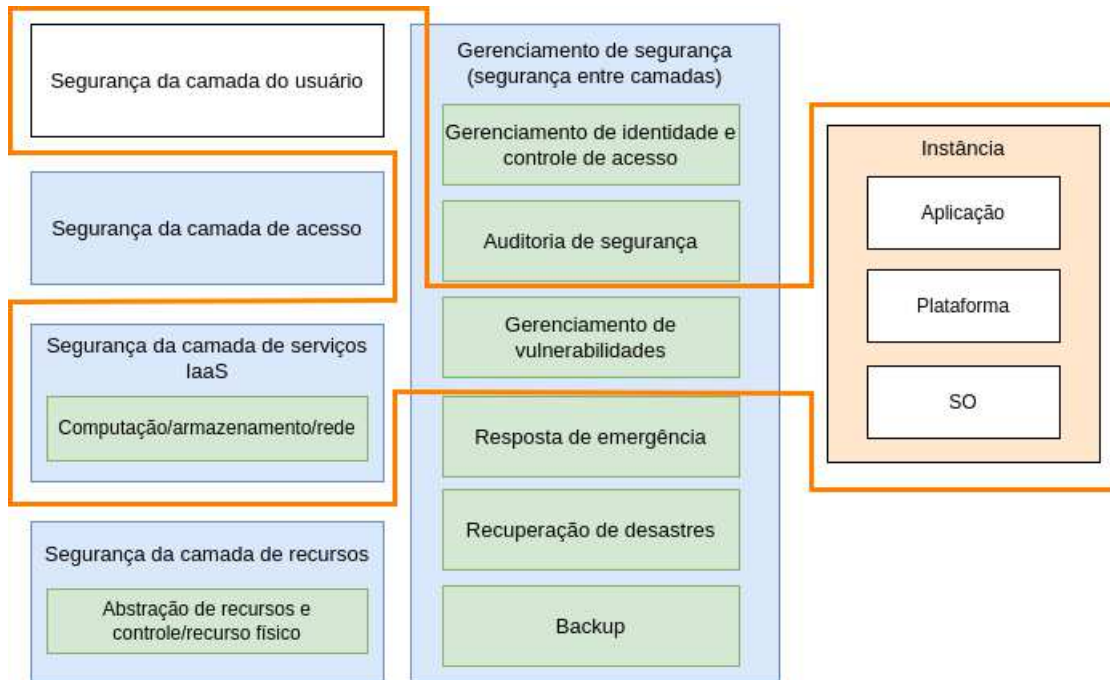 Segurança da camada do usuário
Segurança da camada de acesso
Segurança da camada de serviços
IaaS
Computação/armazenamento/rede
Segurança da camada de recursos
Abstração de recursos e
controle/recurso físico
Gerenciamento de segurança
(segurança entre camadas)
Gerenciamento de identidade e
controle de acesso
Auditoria de segurança
Gerenciamento de
vulnerabilidades
Resposta de emergência
Recuperação de desastres
Backup
Instância
Aplicação
Plataforma
SO